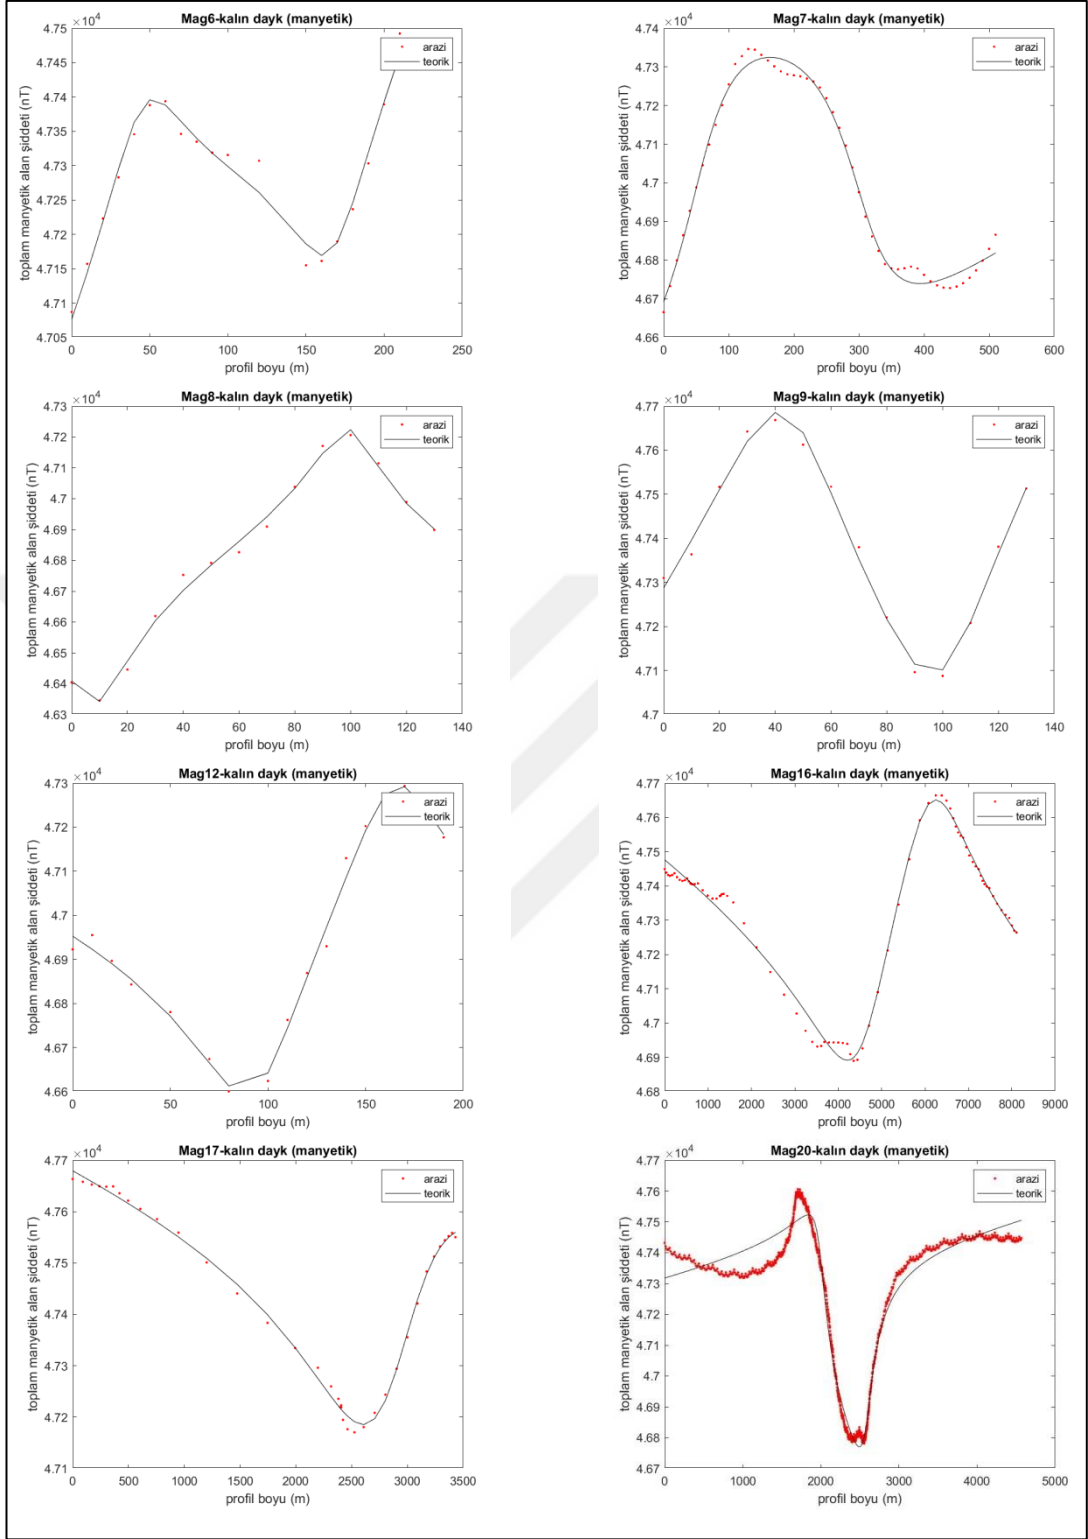 Mag6-kalın dayk (manyetik)
×10⁴
4.75
4.745
4.74
4.735
4.73
4.725
4.72
4.715
4.71
4.705
toplam manyetik alan şiddeti (nT)
arazi
teorik
0 50 100 150 200 250
profil boyu (m)
Mag7-kalın dayk (manyetik)
×10⁴
4.74
4.73
4.72
4.71
4.7
4.69
4.68
4.67
4.66
toplam manyetik alan şiddeti (nT)
arazi
teorik
0 100 200 300 400 500 600
profil boyu (m)
Mag8-kalın dayk (manyetik)
×10⁴
4.73
4.72
4.71
4.7
4.69
4.68
4.67
4.66
4.65
4.64
4.63
toplam manyetik alan şiddeti (nT)
arazi
teorik
0 20 40 60 80 100 120 140
profil boyu (m)
Mag9-kalın dayk (manyetik)
×10⁴
4.77
4.76
4.75
4.74
4.73
4.72
4.71
4.7
toplam manyetik alan şiddeti (nT)
arazi
teorik
0 20 40 60 80 100 120 140
profil boyu (m)
Mag12-kalın dayk (manyetik)
×10⁴
4.73
4.72
4.71
4.7
4.69
4.68
4.67
4.66
toplam manyetik alan şiddeti (nT)
arazi
teorik
0 50 100 150 200
profil boyu (m)
Mag16-kalın dayk (manyetik)
×10⁴
4.77
4.76
4.75
4.74
4.73
4.72
4.71
4.7
4.69
4.68
toplam manyetik alan şiddeti (nT)
arazi
teorik
0 1000 2000 3000 4000 5000 6000 7000 8000 9000
profil boyu (m)
Mag17-kalın dayk (manyetik)
×10⁴
4.77
4.76
4.75
4.74
4.73
4.72
4.71
toplam manyetik alan şiddeti (nT)
arazi
teorik
0 500 1000 1500 2000 2500 3000 3500
profil boyu (m)
Mag20-kalın dayk (manyetik)
×10⁴
4.77
4.76
4.75
4.74
4.73
4.72
4.71
4.7
4.69
4.68
4.67
toplam manyetik alan şiddeti (nT)
arazi
teorik
0 1000 2000 3000 4000 5000
profil boyu (m)